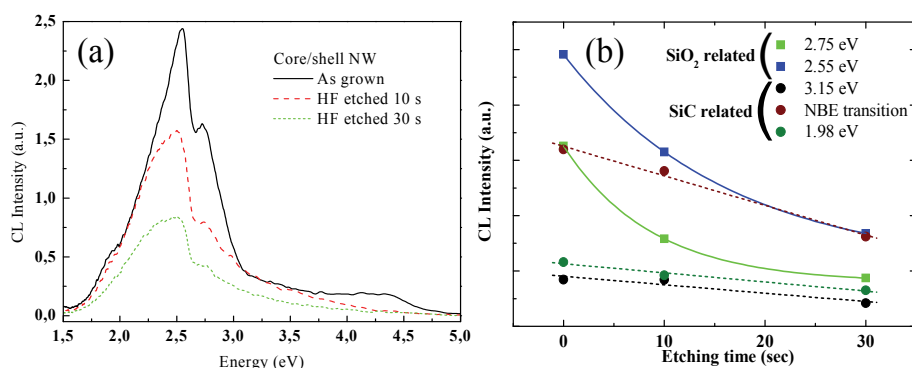 (a)
Core/shell NW
As grown
HF etched 10 s
HF etched 30 s
CL Intensity (a.u.)
2,5
2,0
1,5
1,0
0,5
0,0
1,5 2,0 2,5 3,0 3,5 4,0 4,5 5,0
Energy (eV)
(b)
SiO2 related
2.75 eV
2.55 eV
SiC related
3.15 eV
NBE transition
1.98 eV
CL Intensity (a.u.)
0 10 20 30
Etching time (sec)